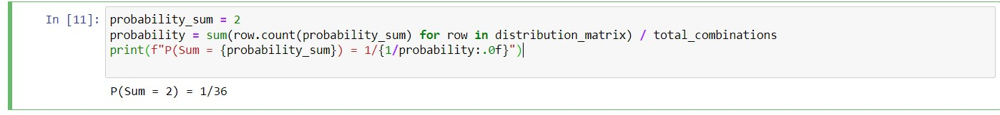 In [11]: probability_sum = 2
probability = sum(row.count(probability_sum) for row in distribution_matrix) / total_combinations
print(f"P(Sum = {probability_sum}) = 1/{1/probability:.0f}")
P(Sum = 2) = 1/36